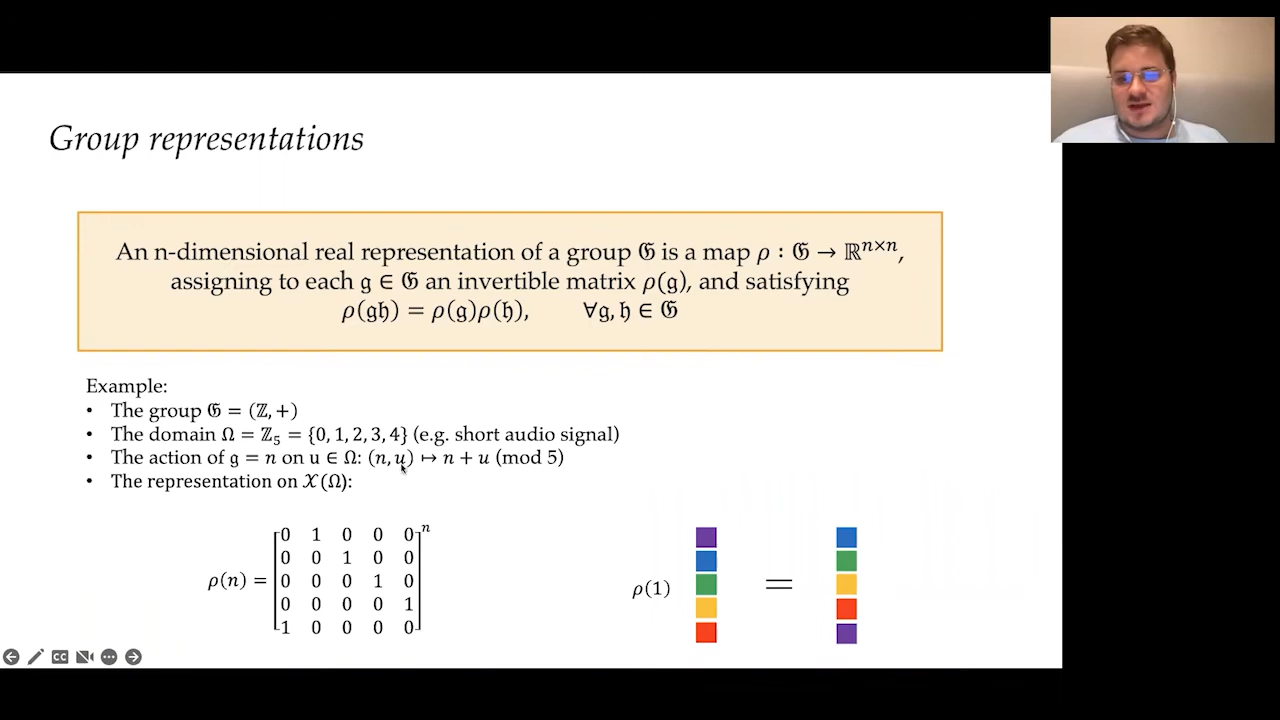 Group representations
An n-dimensional real representation of a group 𝔊 is a map ρ : 𝔊 → ℝⁿˣⁿ,
assigning to each 𝔤 ∈ 𝔊 an invertible matrix ρ(𝔤), and satisfying
ρ(𝔤𝔥) = ρ(𝔤)ρ(𝔥), ∀𝔤, 𝔥 ∈ 𝔊
Example:
• The group 𝔊 = (ℤ, +)
• The domain Ω = ℤ₅ = {0, 1, 2, 3, 4} (e.g. short audio signal)
• The action of 𝔤 = n on u ∈ Ω: (n, u) ↦ n + u (mod 5)
• The representation on 𝒳(Ω):
0 1 0 0 0 n
0 0 1 0 0
ρ(n) = 0 0 0 1 0
0 0 0 0 1
1 0 0 0 0
ρ(1) =
CC